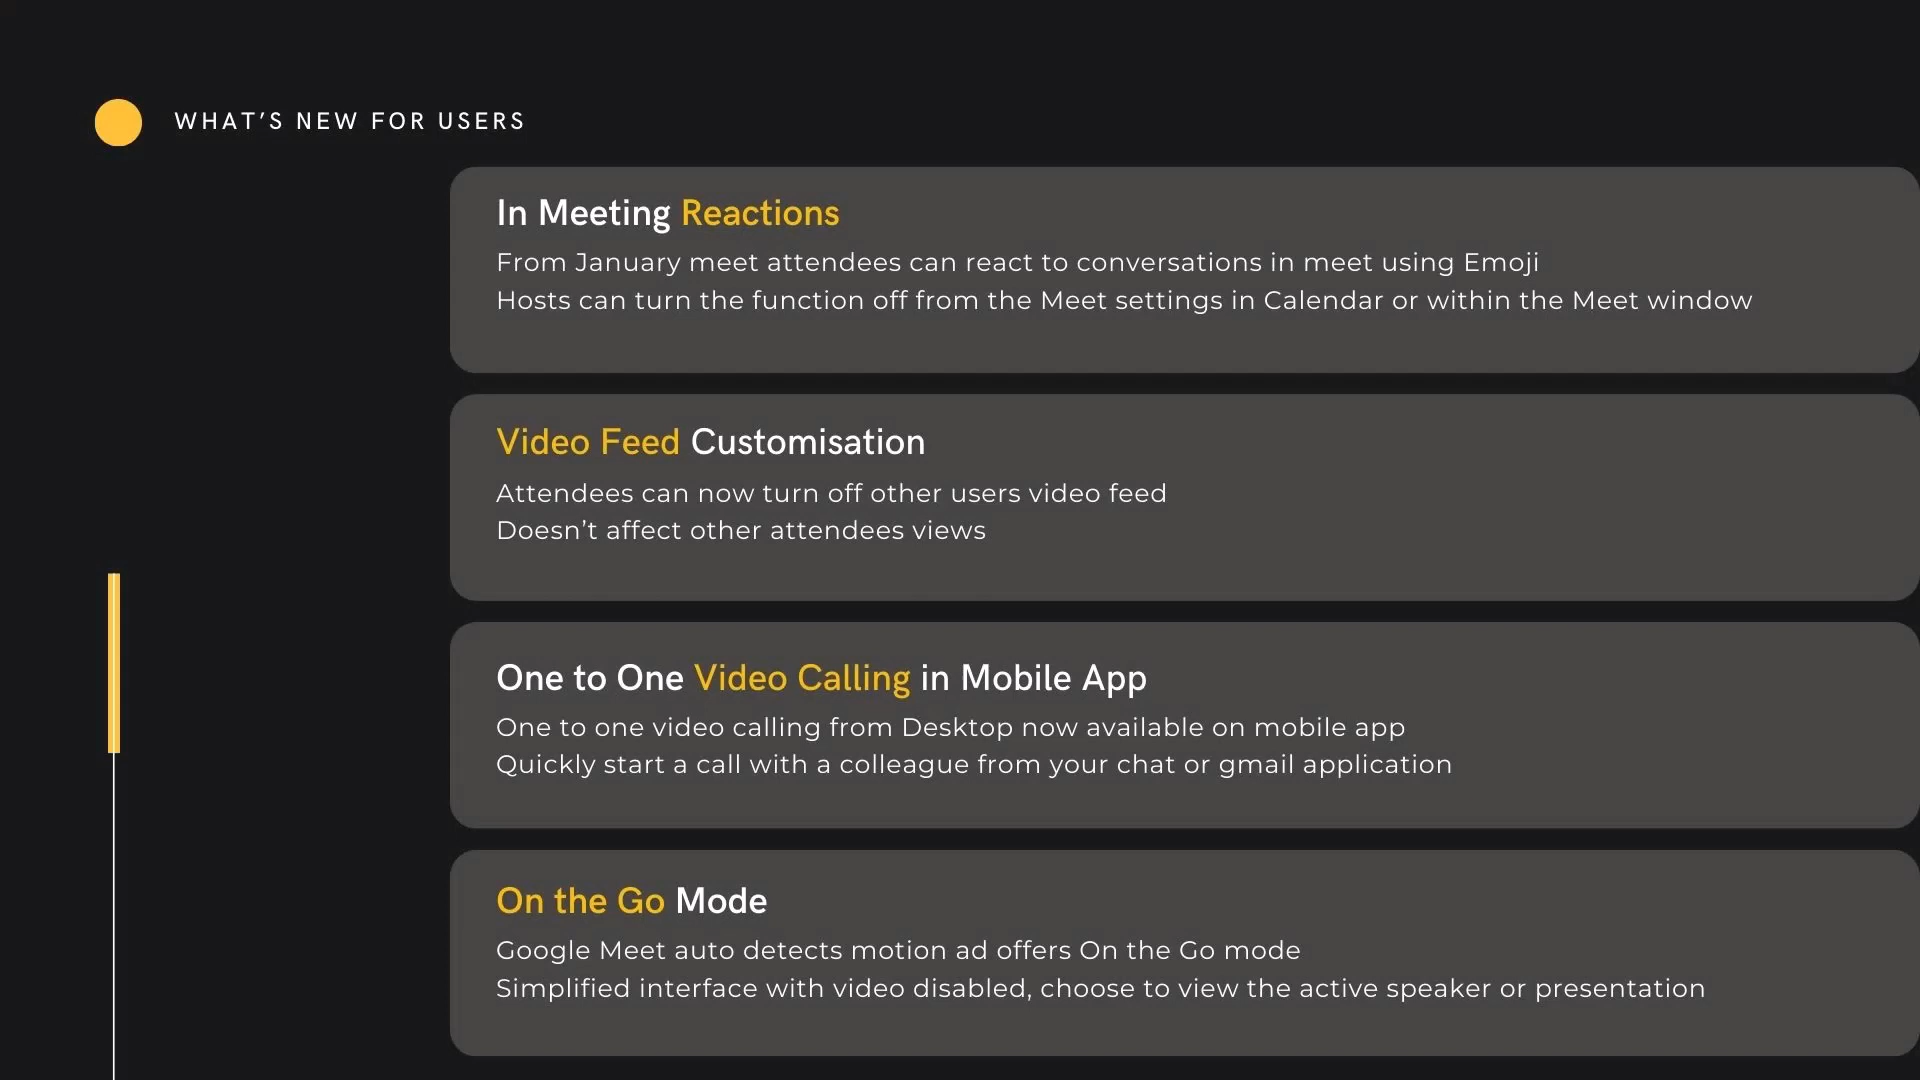 WHAT’S NEW FOR USERS
In Meeting Reactions
From January meet attendees can react to conversations in meet using Emoji
Hosts can turn the function off from the Meet settings in Calendar or within the Meet window
Video Feed Customisation
Attendees can now turn off other users video feed
Doesn’t affect other attendees views
One to One Video Calling in Mobile App
One to one video calling from Desktop now available on mobile app
Quickly start a call with a colleague from your chat or gmail application
On the Go Mode
Google Meet auto detects motion ad offers On the Go mode
Simplified interface with video disabled, choose to view the active speaker or presentation